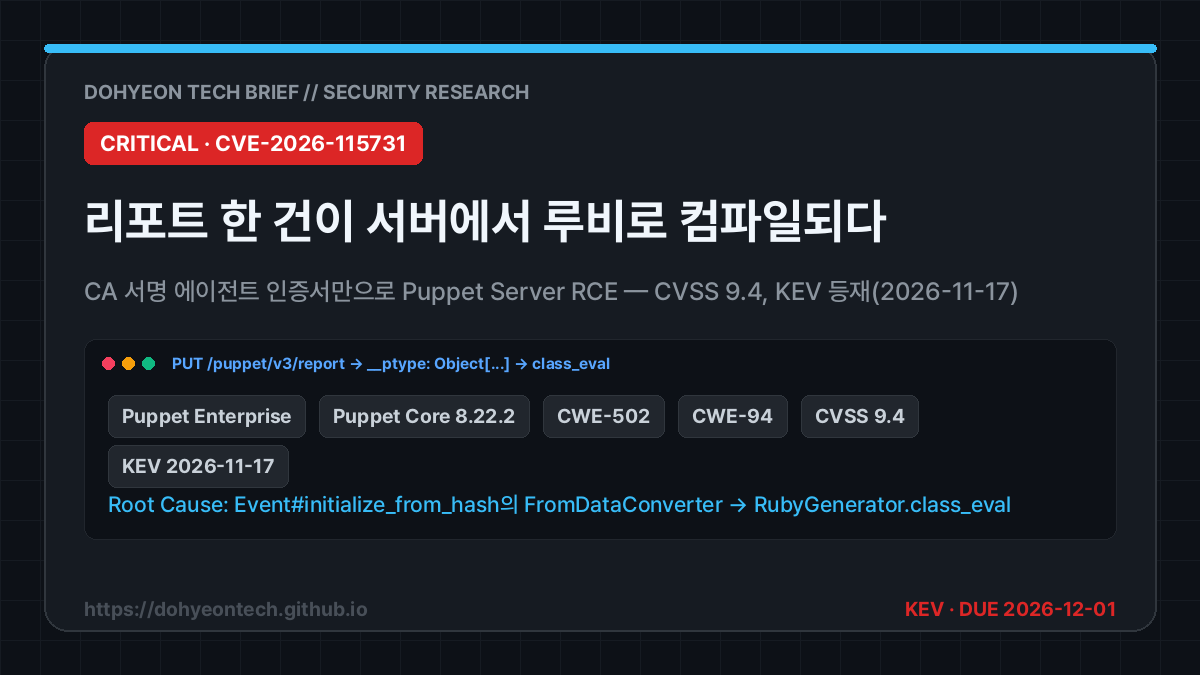 DOHYEON TECH BRIEF // SECURITY RESEARCH
CRITICAL · CVE-2026-115731
리포트 한 건이 서버에서 루비로 컴파일되다
CA 서명 에이전트 인증서만으로 Puppet Server RCE — CVSS 9.4, KEV 등재(2026-11-17)
PUT /puppet/v3/report → __ptype: Object[...] → class_eval
Puppet Enterprise Puppet Core 8.22.2 CWE-502 CWE-94 CVSS 9.4
KEV 2026-11-17
Root Cause: Event#initialize_from_hash의 FromDataConverter → RubyGenerator.class_eval
https://dohyeontech.github.io KEV · DUE 2026-12-01